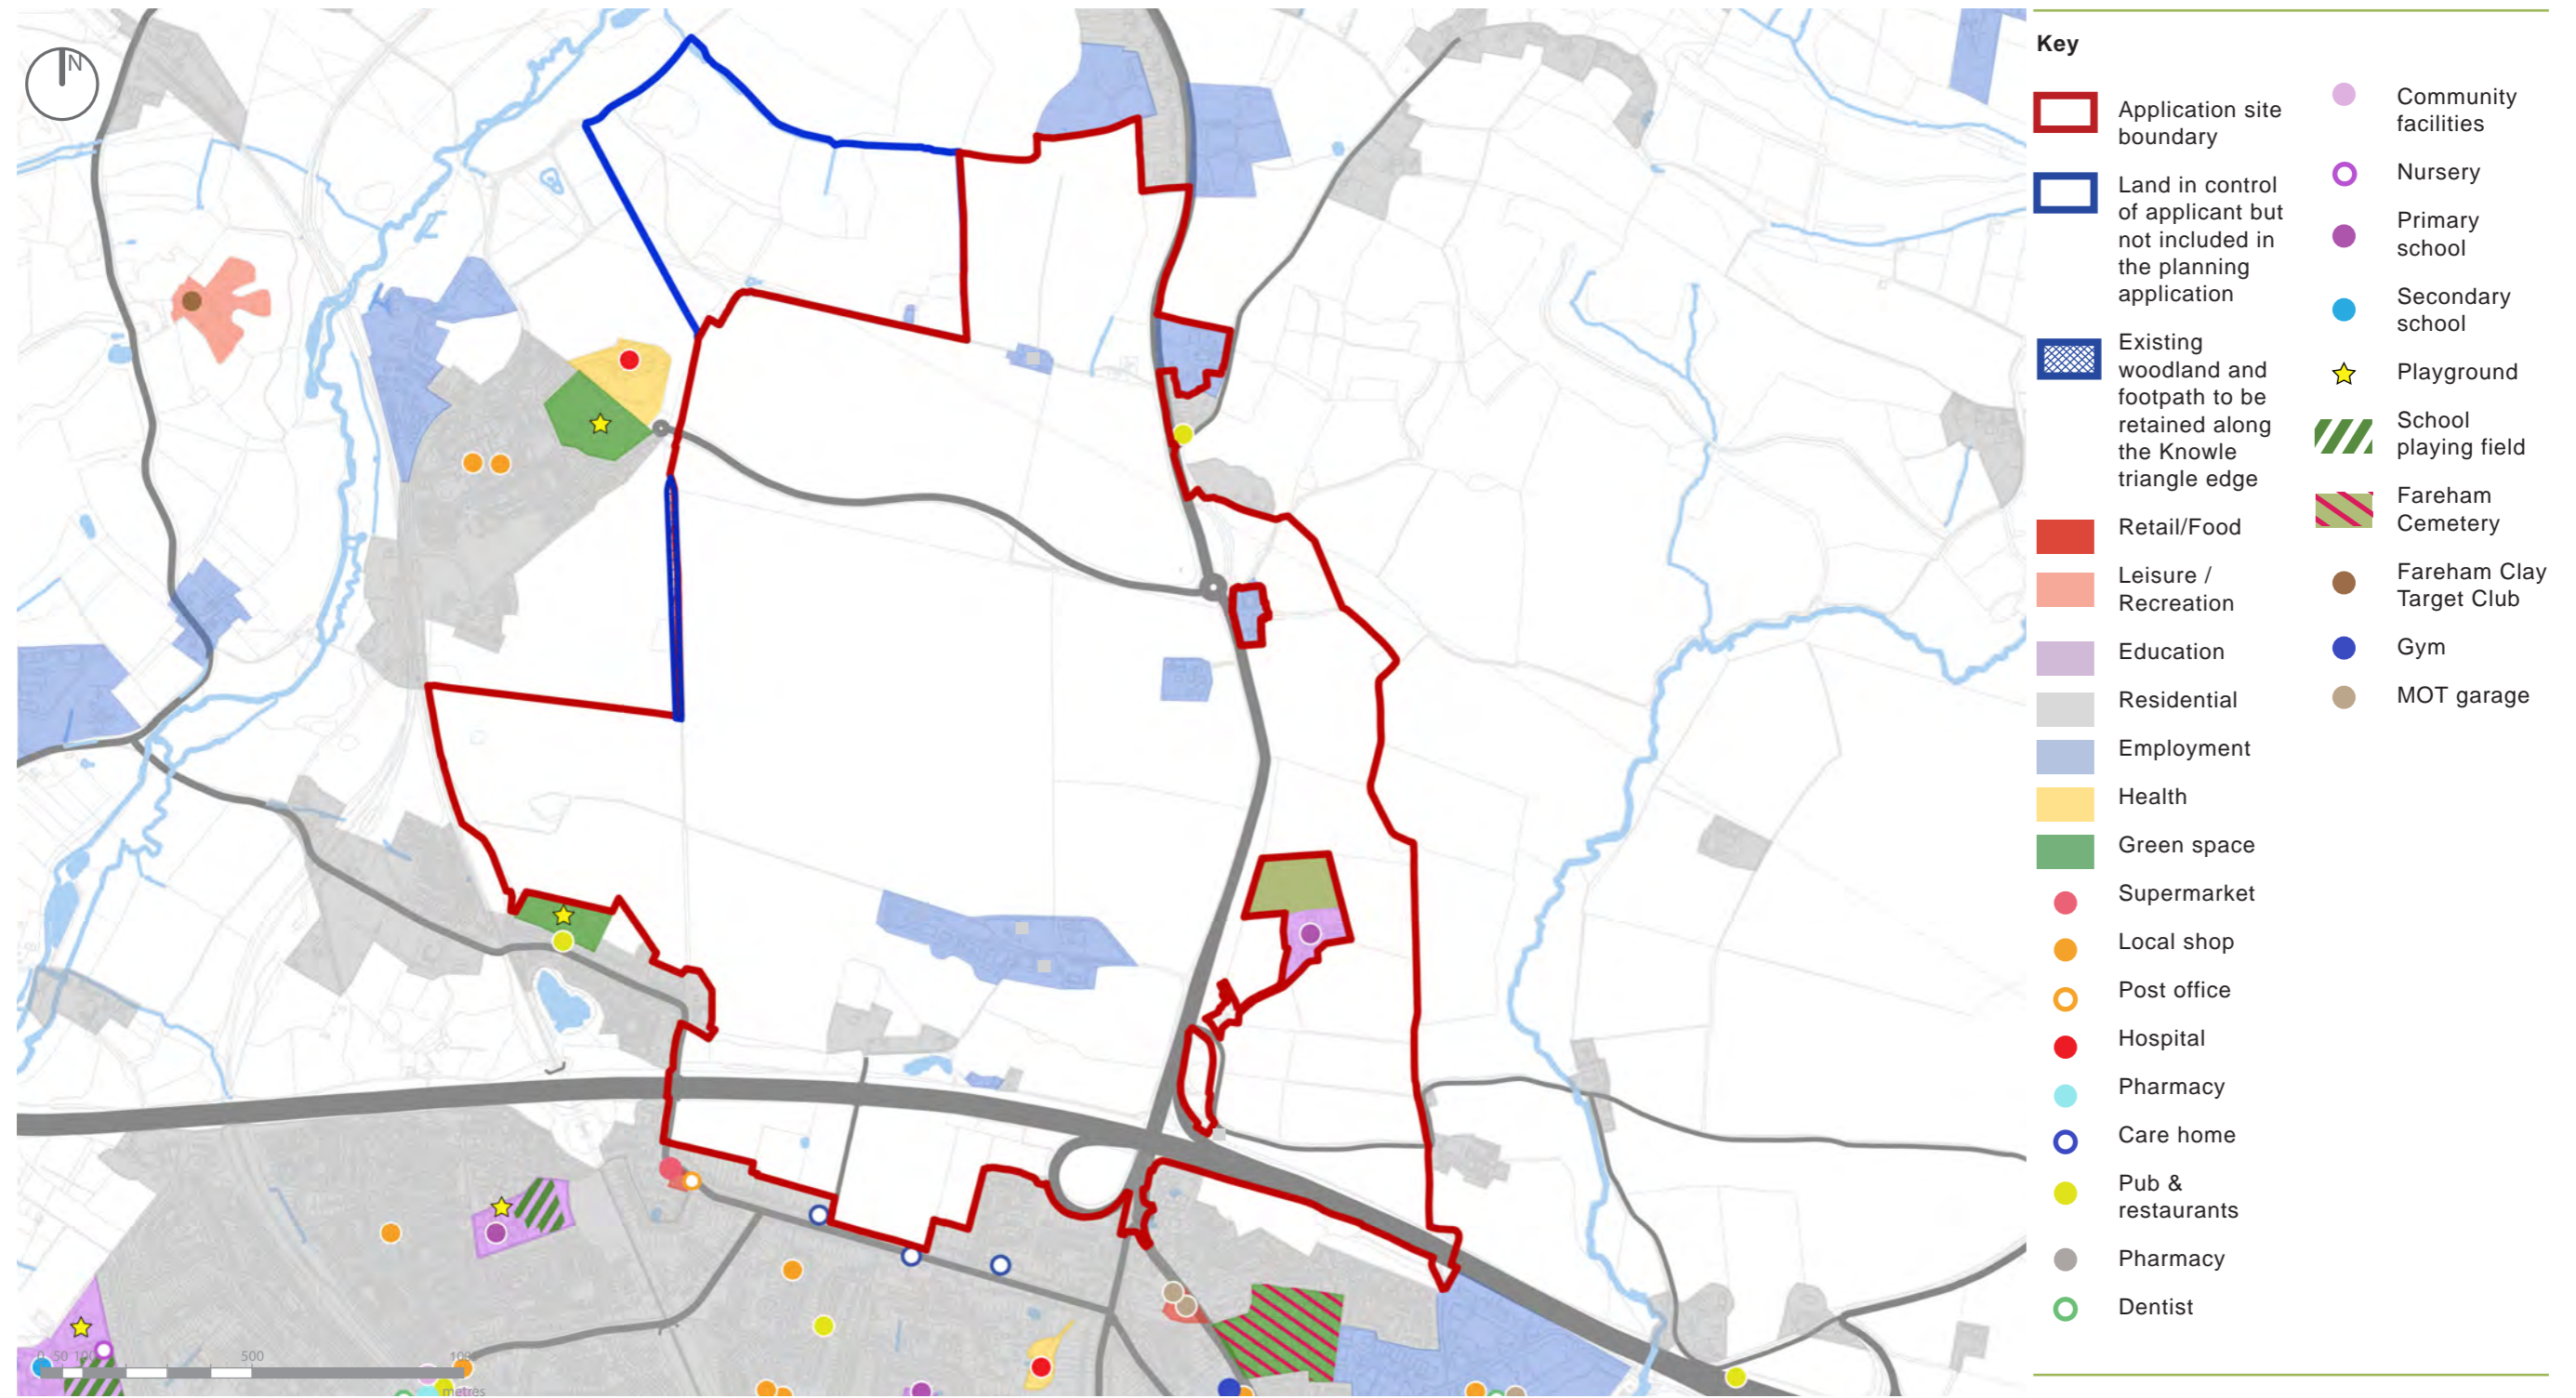 N
0 50 100
500
metres
Key
Application site
boundary
Land in control
of applicant but
not included in
the planning
application
Existing
woodland and
footpath to be
retained along
the Knowle
triangle edge
Retail/Food
Leisure /
Recreation
Education
Residential
Employment
Health
Green space
Supermarket
Local shop
Post office
Hospital
Pharmacy
Care home
Pub &
restaurants
Pharmacy
Dentist
Community
facilities
Nursery
Primary
school
Secondary
school
Playground
School
playing field
Fareham
Cemetery
Fareham Clay
Target Club
Gym
MOT garage